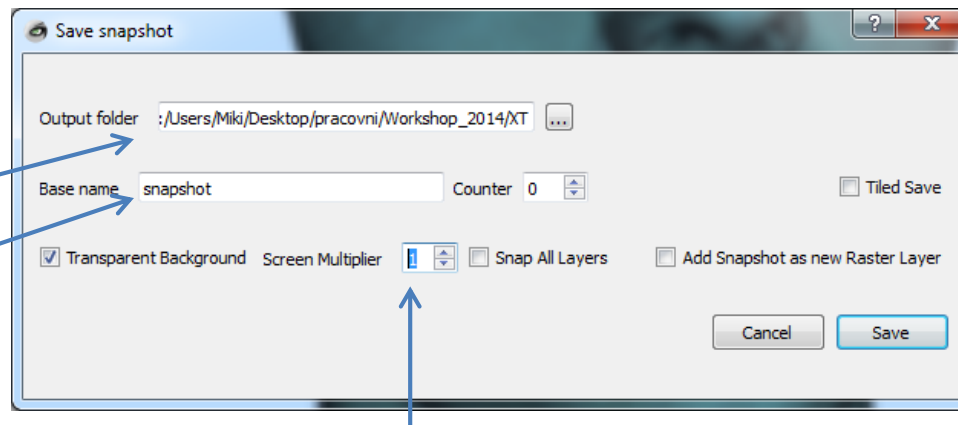 Save snapshot
Output folder :/Users/Miki/Desktop/pracovni/Workshop_2014/XT ...
Base name snapshot Counter 0 Tiled Save
Transparent Background Screen Multiplier 1 Snap All Layers Add Snapshot as new Raster Layer
Cancel Save